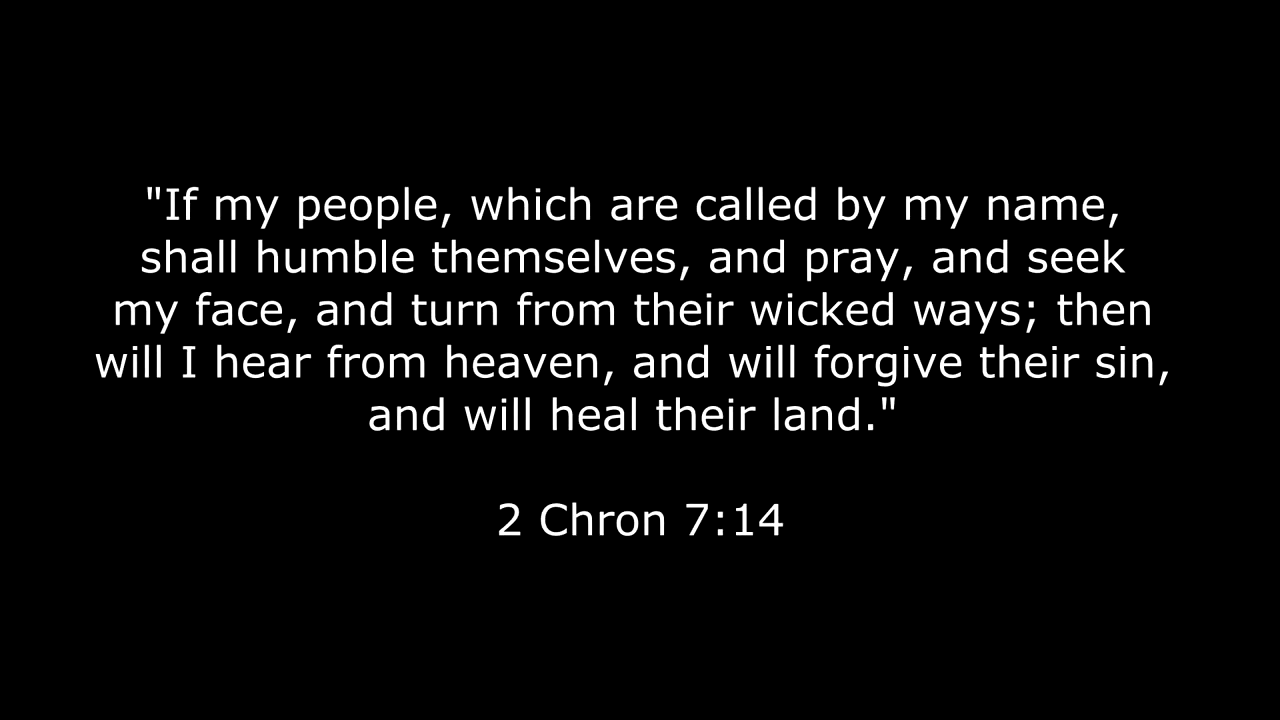 "If my people, which are called by my name,
shall humble themselves, and pray, and seek
my face, and turn from their wicked ways; then
will I hear from heaven, and will forgive their sin,
and will heal their land."
2 Chron 7:14